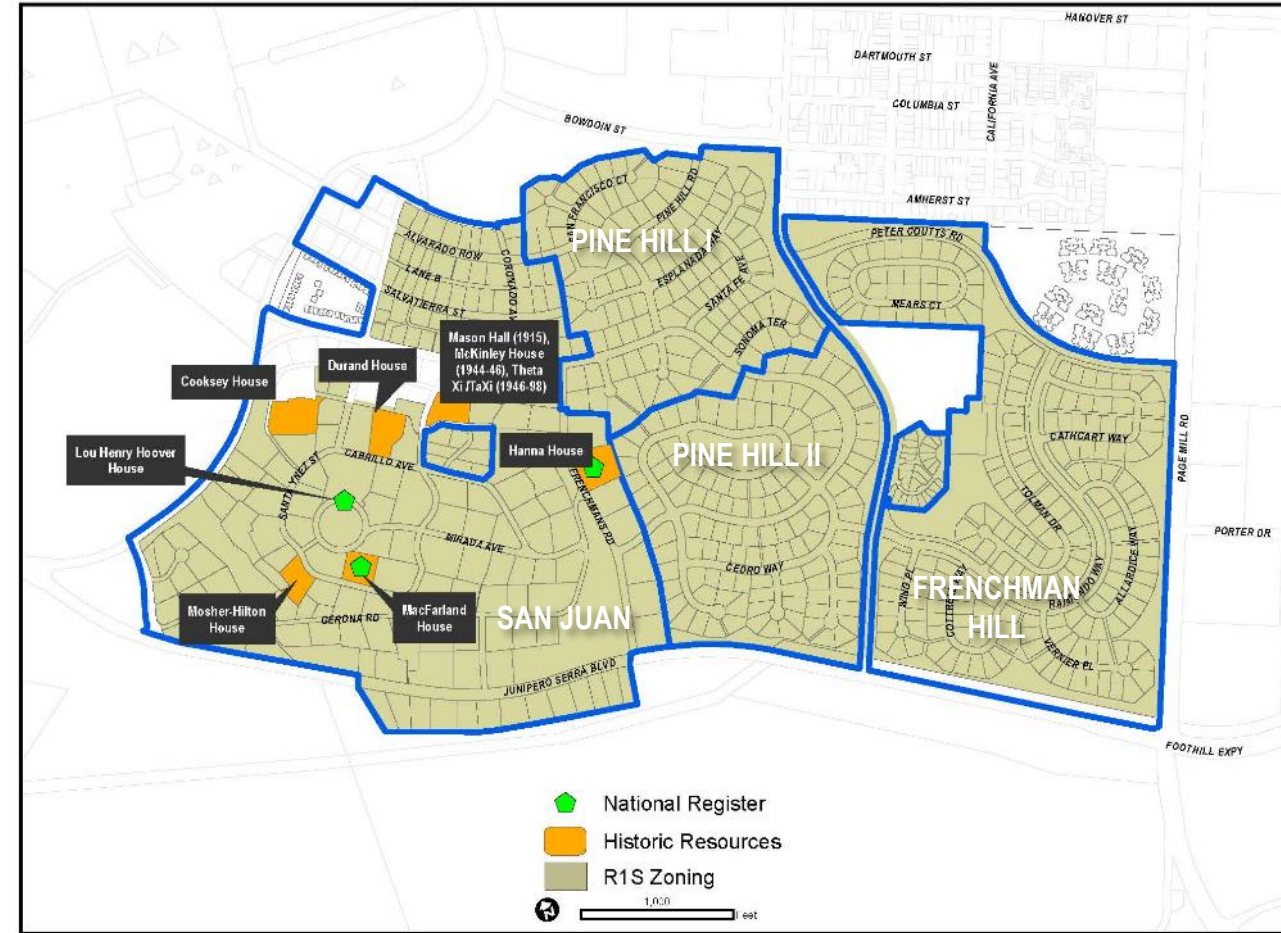 HANOVER ST
DARTMOUTH ST
COLUMBIA ST
CALIFORNIA AVE
BOWDOIN ST
AMHERST ST
PETER COUTTS RD
MEARS CT
PINE HILL RD
PINE HILL I
ESPLANADA WAY
SANTA FE AVE
SONOMA TER
ALVARADO ROW
CORONADO AV
LANE B
SALVATIERRA ST
Mason Hall (1915),
McKinley House
(1944-46), Theta
Xi /TaXi (1946-98)
Durand House
Cooksey House
Lou Henry Hoover
House
Hanna House
CABRILLO AVE
SANTA YNEZ ST
FRENCHMANS RD
MIRADA AVE
PINE HILL II
CEDRO WAY
CATHCART WAY
TOLMAN DR
PAGE MILL RD
PORTER DR
ALLARDICE WAY
RAIMUNDO WAY
WING PL
FRENCHMAN
HILL
VERNIER PL
Mosher-Hilton
House
MacFarland
House
GERONA RD
SAN JUAN
JUNIPERO SERRA BLVD
FOOTHILL EXPY
National Register
Historic Resources
R1S Zoning
1,000